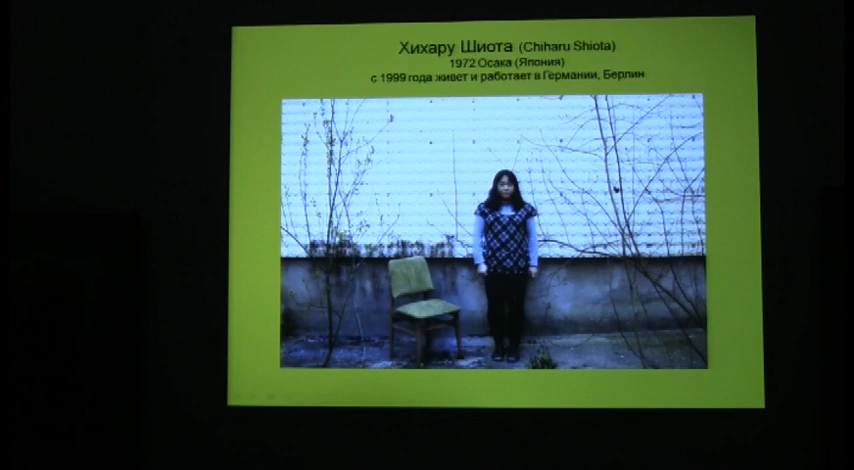 Хихару Шиота (Chiharu Shiota)
1972 Осака (Япония)
с 1999 года живет и работает в Германии, Берлин